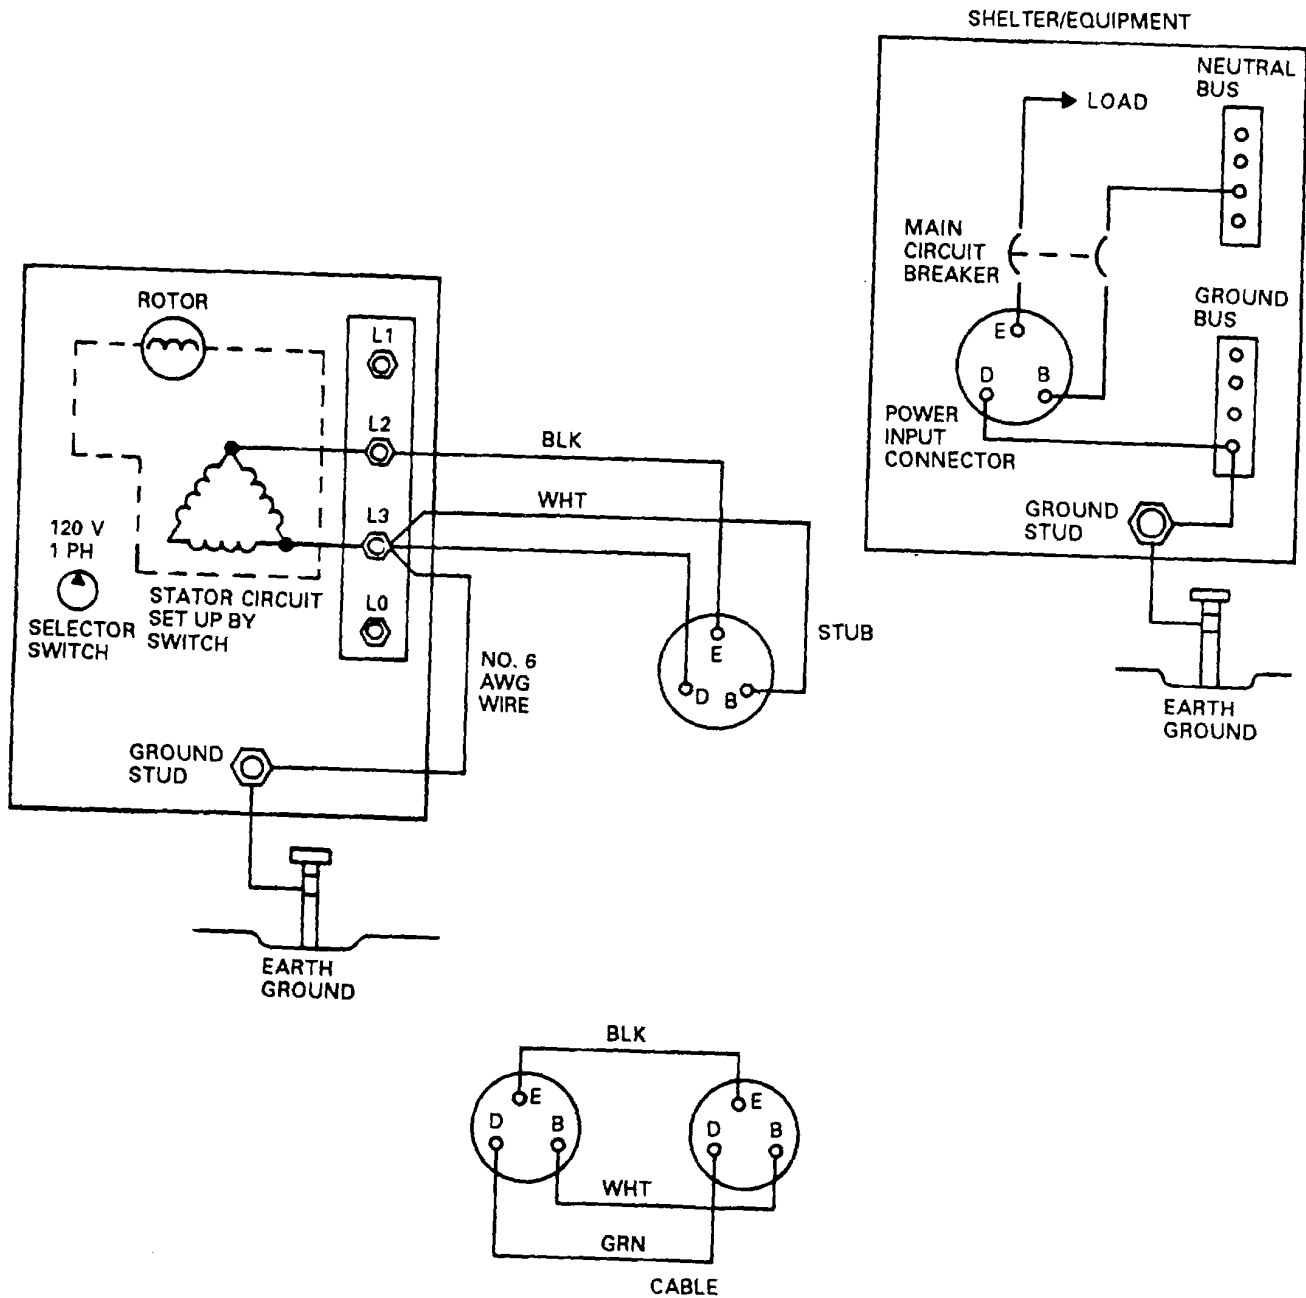 SHELTER/EQUIPMENT
NEUTRAL
BUS
LOAD
MAIN
CIRCUIT
BREAKER
GROUND
BUS
E
D
B
POWER
INPUT
CONNECTOR
GROUND
STUD
EARTH
GROUND
ROTOR
L1
L2
L3
L0
120 V
1 PH
SELECTOR
SWITCH
STATOR CIRCUIT
SET UP BY
SWITCH
BLK
WHT
NO. 6
AWG
WIRE
E
D
B
STUB
GROUND
STUD
EARTH
GROUND
BLK
E
D
B
E
D
B
WHT
GRN
CABLE